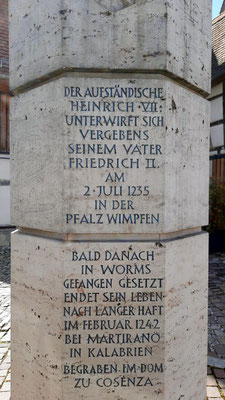 DER AUFSTÄNDISCHE
HEINRICH·VII·
UNTERWIRFT SICH
VERGEBENS
SEINEM VATER
FRIEDRICH II.
AM
2·JULI 1235
IN DER
PFALZ WIMPFEN
BALD DANACH
IN WORMS
GEFANGEN GESETZT
ENDET SEIN LEBEN
NACH LANGER HAFT
IM FEBRUAR 1242
BEI MARTIRANO
IN KALABRIEN
BEGRABEN IM DOM
ZU COSENZA